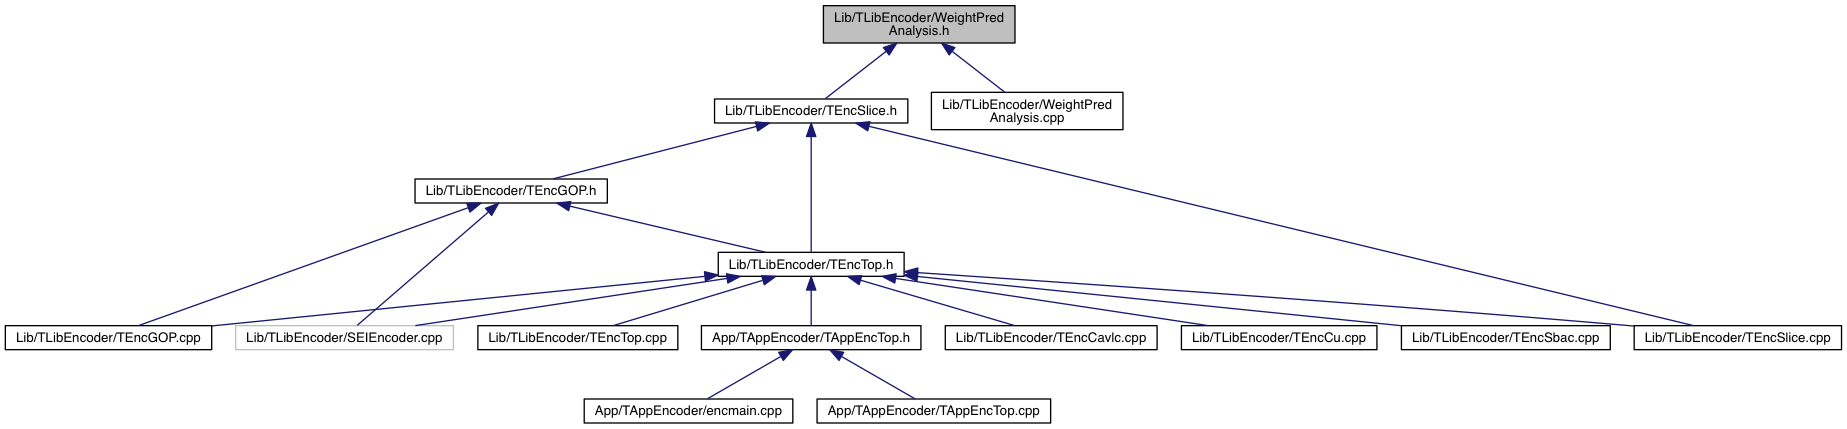 Lib/TLibEncoder/WeightPred
Analysis.h
Lib/TLibEncoder/TEncSlice.h
Lib/TLibEncoder/WeightPred
Analysis.cpp
Lib/TLibEncoder/TEncGOP.h
Lib/TLibEncoder/TEncTop.h
Lib/TLibEncoder/TEncGOP.cpp
Lib/TLibEncoder/SEIEncoder.cpp
Lib/TLibEncoder/TEncTop.cpp
App/TAppEncoder/TAppEncTop.h
Lib/TLibEncoder/TEncCavlc.cpp
Lib/TLibEncoder/TEncCu.cpp
Lib/TLibEncoder/TEncSbac.cpp
Lib/TLibEncoder/TEncSlice.cpp
App/TAppEncoder/encmain.cpp
App/TAppEncoder/TAppEncTop.cpp